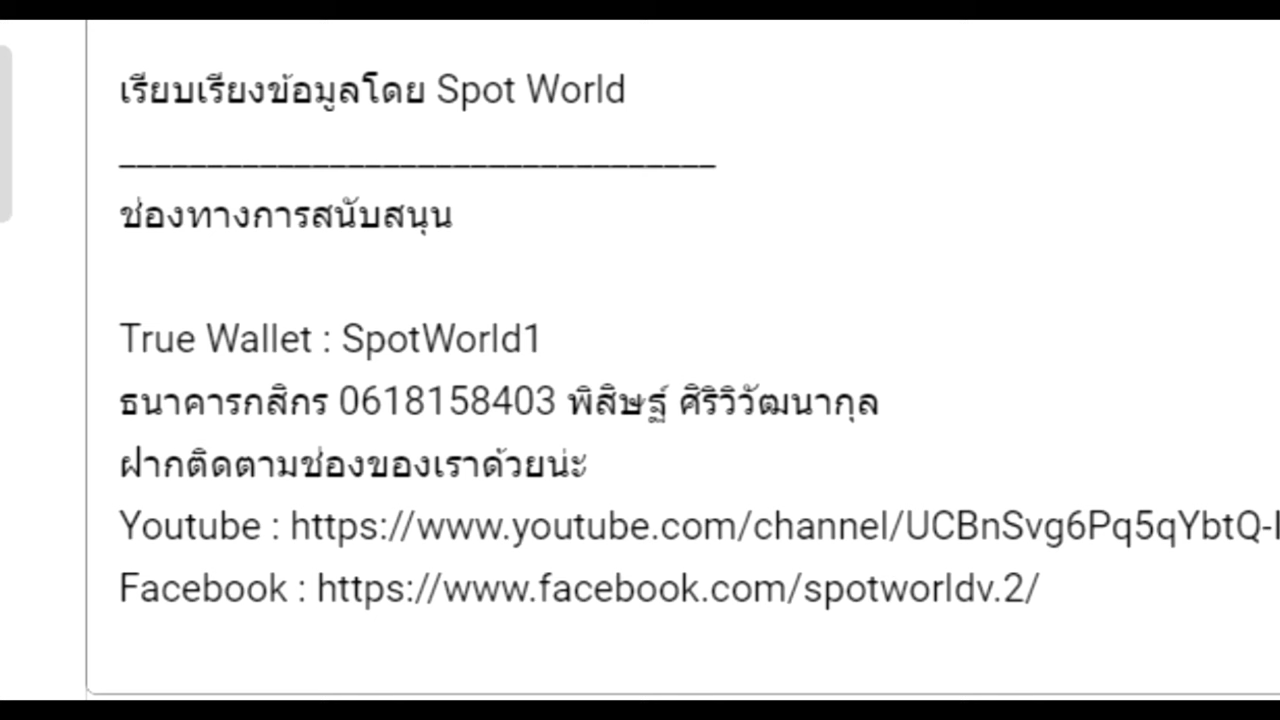 เรียบเรียงข้อมูลโดย Spot World
__________________________________
ช่องทางการสนับสนุน
True Wallet : SpotWorld1
ธนาคารกสิกร 0618158403 พิสิษฐ์ ศิริวิวัฒนากุล
ฝากติดตามช่องของเราด้วยน่ะ
Youtube : https://www.youtube.com/channel/UCBnSvg6Pq5qYbtQ-
Facebook : https://www.facebook.com/spotworldv.2/